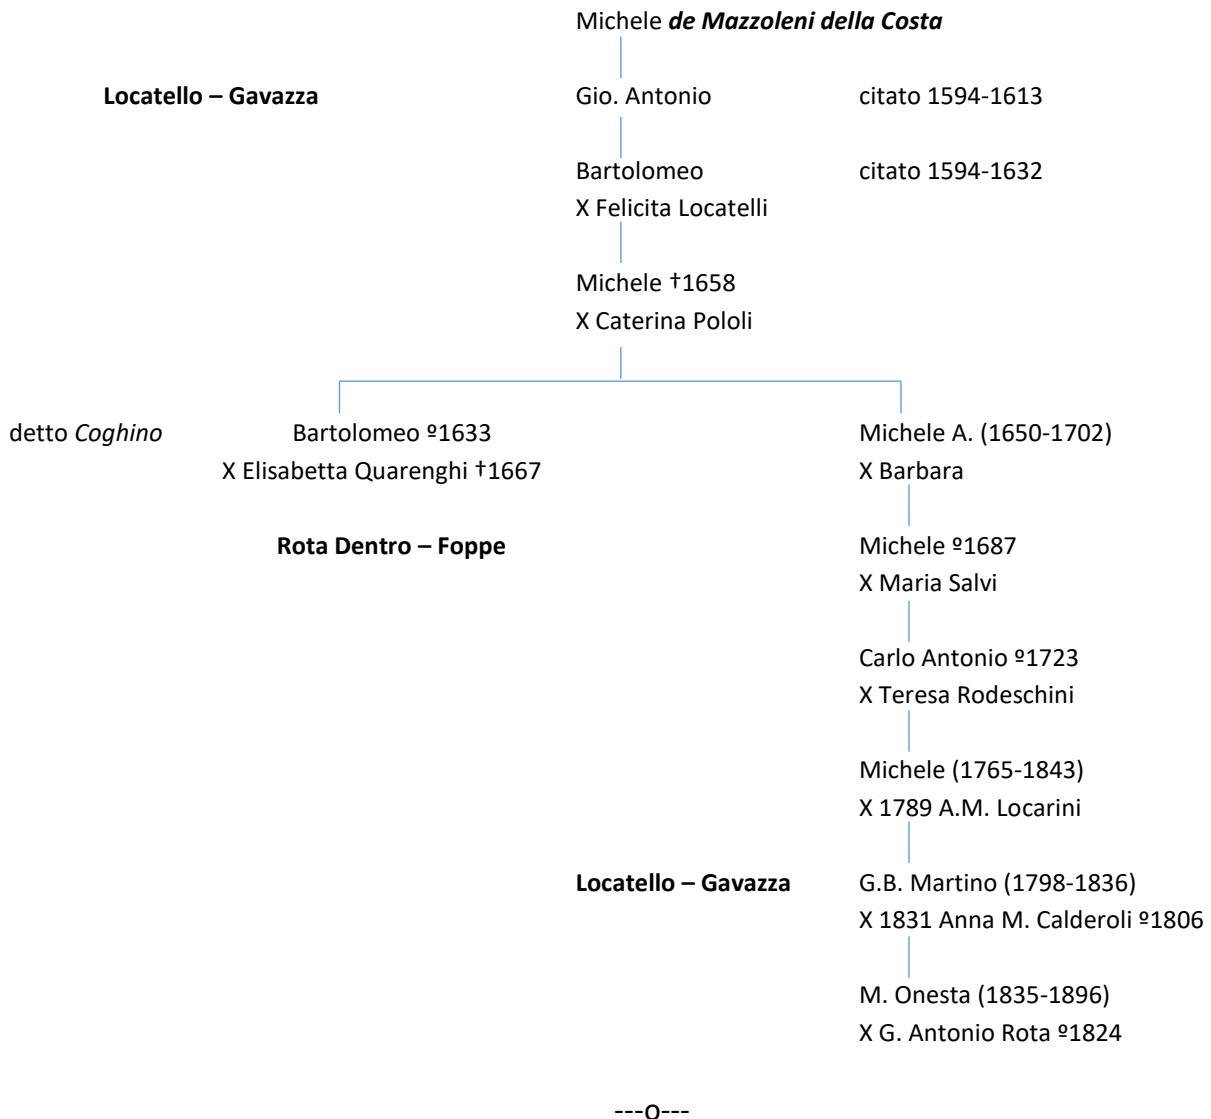 Michele de Mazzoleni della Costa
Locatello – Gavazza Gio. Antonio citato 1594-1613
Bartolomeo citato 1594-1632
X Felicita Locatelli
Michele †1658
X Caterina Pololi
detto Coghino Bartolomeo º1633 Michele A. (1650-1702)
X Elisabetta Quarenghi †1667 X Barbara
Rota Dentro – Foppe Michele º1687
X Maria Salvi
Carlo Antonio º1723
X Teresa Rodeschini
Michele (1765-1843)
X 1789 A.M. Locarini
Locatello – Gavazza G.B. Martino (1798-1836)
X 1831 Anna M. Calderoli º1806
M. Onesta (1835-1896)
X G. Antonio Rota º1824
---o---